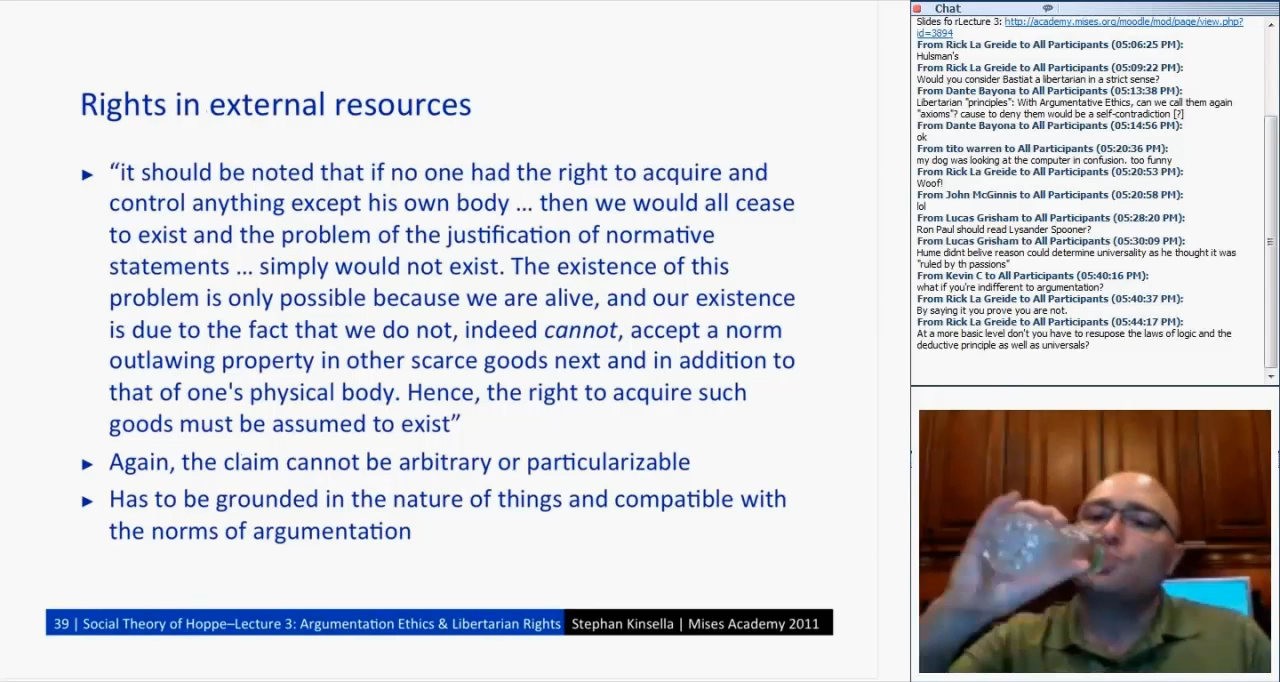 Rights in external resources
► “it should be noted that if no one had the right to acquire and
control anything except his own body ... then we would all cease
to exist and the problem of the justification of normative
statements ... simply would not exist. The existence of this
problem is only possible because we are alive, and our existence
is due to the fact that we do not, indeed cannot, accept a norm
outlawing property in other scarce goods next and in addition to
that of one's physical body. Hence, the right to acquire such
goods must be assumed to exist”
► Again, the claim cannot be arbitrary or particularizable
► Has to be grounded in the nature of things and compatible with
the norms of argumentation
39 | Social Theory of Hoppe–Lecture 3: Argumentation Ethics & Libertarian Rights
Stephan Kinsella | Mises Academy 2011
Chat
Slides fo rLecture 3: http://academy.mises.org/moodle/mod/page/view.php?
id=3894
From Rick La Greide to All Participants (05:06:25 PM):
Hulsman's
From Rick La Greide to All Participants (05:09:22 PM):
Would you consider Bastiat a libertarian in a strict sense?
From Dante Bayona to All Participants (05:13:38 PM):
Libertarian "principles": With Argumentative Ethics, can we call them again
"axioms"? cause to deny them would be a self-contradiction [?]
From Dante Bayona to All Participants (05:14:56 PM):
ok
From tito warren to All Participants (05:20:36 PM):
my dog was looking at the computer in confusion. too funny
From Rick La Greide to All Participants (05:20:53 PM):
Woof!
From John McGinnis to All Participants (05:20:58 PM):
lol
From Lucas Grisham to All Participants (05:28:20 PM):
Ron Paul should read Lysander Spooner?
From Lucas Grisham to All Participants (05:30:09 PM):
Hume didnt belive reason could determine universality as he thought it was
"ruled by th passions"
From Kevin C to All Participants (05:40:16 PM):
what if you're indifferent to argumentation?
From Rick La Greide to All Participants (05:40:37 PM):
By saying it you prove you are not.
From Rick La Greide to All Participants (05:44:17 PM):
At a more basic level don't you have to resupose the laws of logic and the
deductive principle as well as universals?